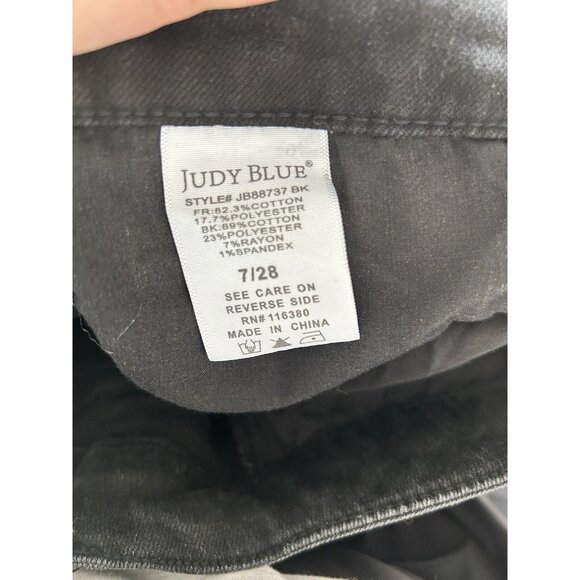 JUDY BLUE®
STYLE# JB88737 BK
FR:82.3%COTTON
17.7%POLYESTER
BK:69%COTTON
23%POLYESTER
7%RAYON
1%SPANDEX
7/28
SEE CARE ON
REVERSE SIDE
RN# 116380
MADE IN CHINA